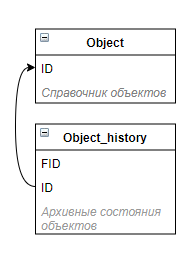 Object
ID
Справочник объектов
Object_history
FID
ID
Архивные состояния
объектов